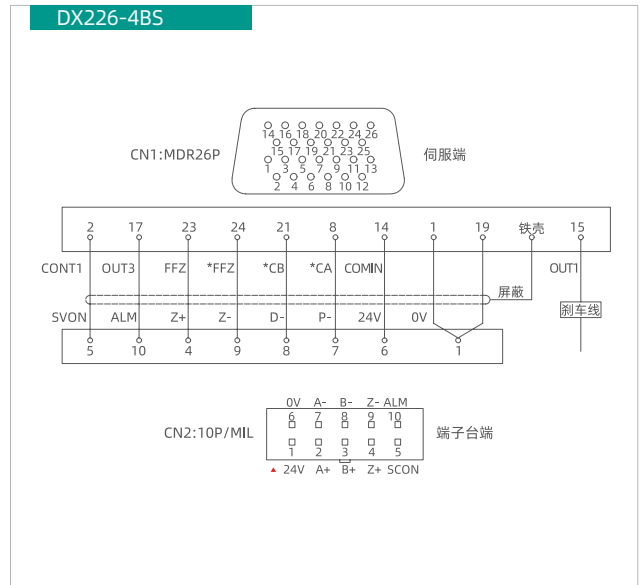 DX226-4BS
14 16 18 20 22 24 26
15 17 19 21 23 25
1 3 5 7 9 11 13
2 4 6 8 10 12
CN1:MDR26P
伺服端
2 17 23 24 21 8 14 1 19 铁壳 15
CONT1 OUT3 FFZ *FFZ *CB *CA COMIN OUT1
屏蔽
SVON ALM Z+ Z- D- P- 24V 0V 刹车线
5 10 4 9 8 7 6 1
0V A- B- Z- ALM
6 7 8 9 10
CN2:10P/MIL
端子台端
1 2 3 4 5
24V A+ B+ Z+ SCON